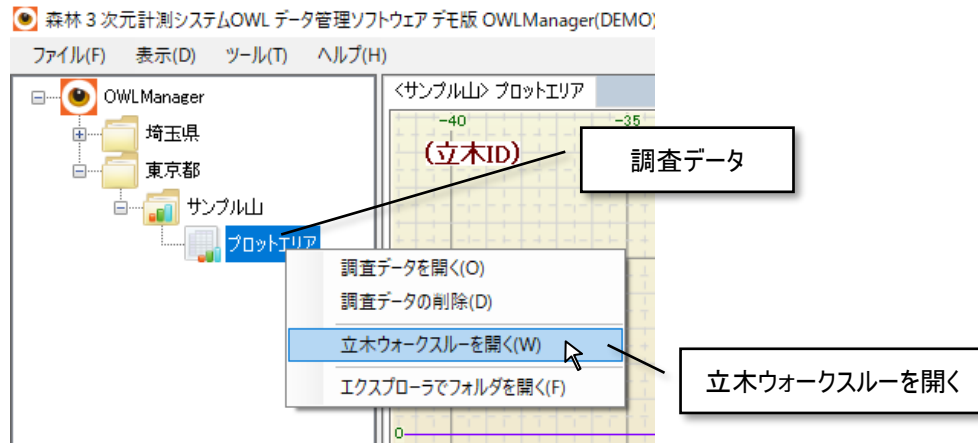 森林3次元計測システムOWL データ管理ソフトウェア デモ版 OWLManager(DEMO)
ファイル(F) 表示(D) ツール(T) ヘルプ(H)
OWLManager
埼玉県
東京都
サンプル山
プロットエリア
<サンプル山> プロットエリア
-40 -35
(立木ID)
調査データ
調査データを開く(O)
調査データの削除(D)
立木ウォークスルーを開く(W)
エクスプローラでフォルダを開く(F)
立木ウォークスルーを開く
0